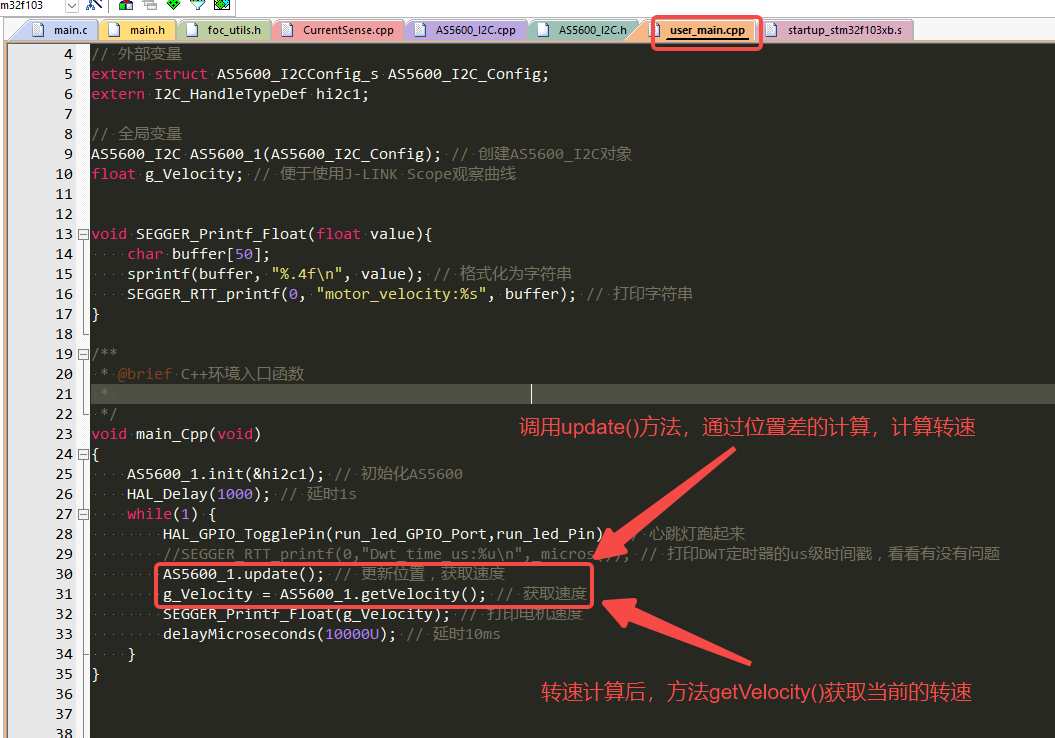 m32f103
main.c main.h foc_utils.h CurrentSense.cpp AS5600_I2C.cpp AS5600_I2C.h user_main.cpp startup_stm32f103xb.s
4 // 外部变量
5 extern struct AS5600_I2CConfig_s AS5600_I2C_Config;
6 extern I2C_HandleTypeDef hi2c1;
7
8 // 全局变量
9 AS5600_I2C AS5600_1(AS5600_I2C_Config); // 创建AS5600_I2C对象
10 float g_Velocity; // 便于使用J-LINK Scope观察曲线
11
12
13 void SEGGER_Printf_Float(float value){
14 char buffer[50];
15 sprintf(buffer, "%.4f\n", value); // 格式化为字符串
16 SEGGER_RTT_printf(0, "motor_velocity:%s", buffer); // 打印字符串
17 }
18
19 /**
20 * @brief C++环境入口函数
21 *
22 */
调用update()方法，通过位置差的计算，计算转速
23 void main_Cpp(void)
24 {
25 AS5600_1.init(&hi2c1); // 初始化AS5600
26 HAL_Delay(1000); // 延时1s
27 while(1) {
28 HAL_GPIO_TogglePin(run_led_GPIO_Port,run_led_Pin) // 心跳灯跑起来
29 //SEGGER_RTT_printf(0,"Dwt_time_us:%u\n",_micros()); // 打印DWT定时器的us级时间戳，看看有没有问题
30 AS5600_1.update(); // 更新位置，获取速度
31 g_Velocity = AS5600_1.getVelocity(); // 获取速度
32 SEGGER_Printf_Float(g_Velocity); // 打印电机速度
33 delayMicroseconds(10000U); // 延时10ms
34 }
35 }
转速计算后，方法getVelocity()获取当前的转速
36
37
38